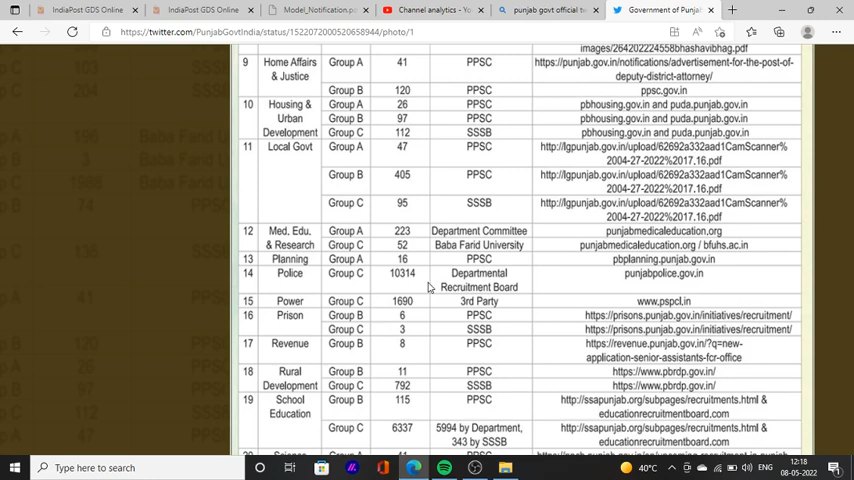 IndiaPost GDS Online
IndiaPost GDS Online
Model_Notification.p
Channel analytics - Yo
punjab govt official tw
Government of Punjab
https://twitter.com/PunjabGovtIndia/status/1522072000520658944/photo/1
images/264202224558bhashavibhag.pdf
9 Home Affairs Group A 41 PPSC https://punjab.gov.in/notifications/advertisement-for-the-post-of-
& Justice deputy-district-attorney/
Group B 120 PPSC ppsc.gov.in
10 Housing & Group A 26 PPSC pbhousing.gov.in and puda.punjab.gov.in
Urban Group B 97 PPSC pbhousing.gov.in and puda.punjab.gov.in
Development Group C 112 SSSB pbhousing.gov.in and puda.punjab.gov.in
11 Local Govt Group A 47 PPSC http://lgpunjab.gov.in/upload/62692a332aad1CamScanner%
2004-27-2022%2017.16.pdf
Group B 405 PPSC http://lgpunjab.gov.in/upload/62692a332aad1CamScanner%
2004-27-2022%2017.16.pdf
Group C 95 SSSB http://lgpunjab.gov.in/upload/62692a332aad1CamScanner%
2004-27-2022%2017.16.pdf
12 Med. Edu. Group A 223 Department Committee punjabmedicaleducation.org
& Research Group C 52 Baba Farid University punjabmedicaleducation.org / bfuhs.ac.in
13 Planning Group A 16 PPSC pbplanning.punjab.gov.in
14 Police Group C 10314 Departmental punjabpolice.gov.in
Recruitment Board
15 Power Group C 1690 3rd Party www.pspcl.in
16 Prison Group B 6 PPSC https://prisons.punjab.gov.in/initiatives/recruitment/
Group C 3 SSSB https://prisons.punjab.gov.in/initiatives/recruitment/
17 Revenue Group B 8 PPSC https://revenue.punjab.gov.in/?q=new-
application-senior-assistants-fcr-office
18 Rural Group B 11 PPSC https://www.pbrdp.gov.in/
Development Group C 792 SSSB https://www.pbrdp.gov.in/
19 School Group B 115 PPSC http://ssapunjab.org/subpages/recruitments.html &
Education educationrecruitmentboard.com
Group C 6337 5994 by Department, http://ssapunjab.org/subpages/recruitments.html &
343 by SSSB educationrecruitmentboard.com
Type here to search
40°C
ENG
12:18
08-05-2022